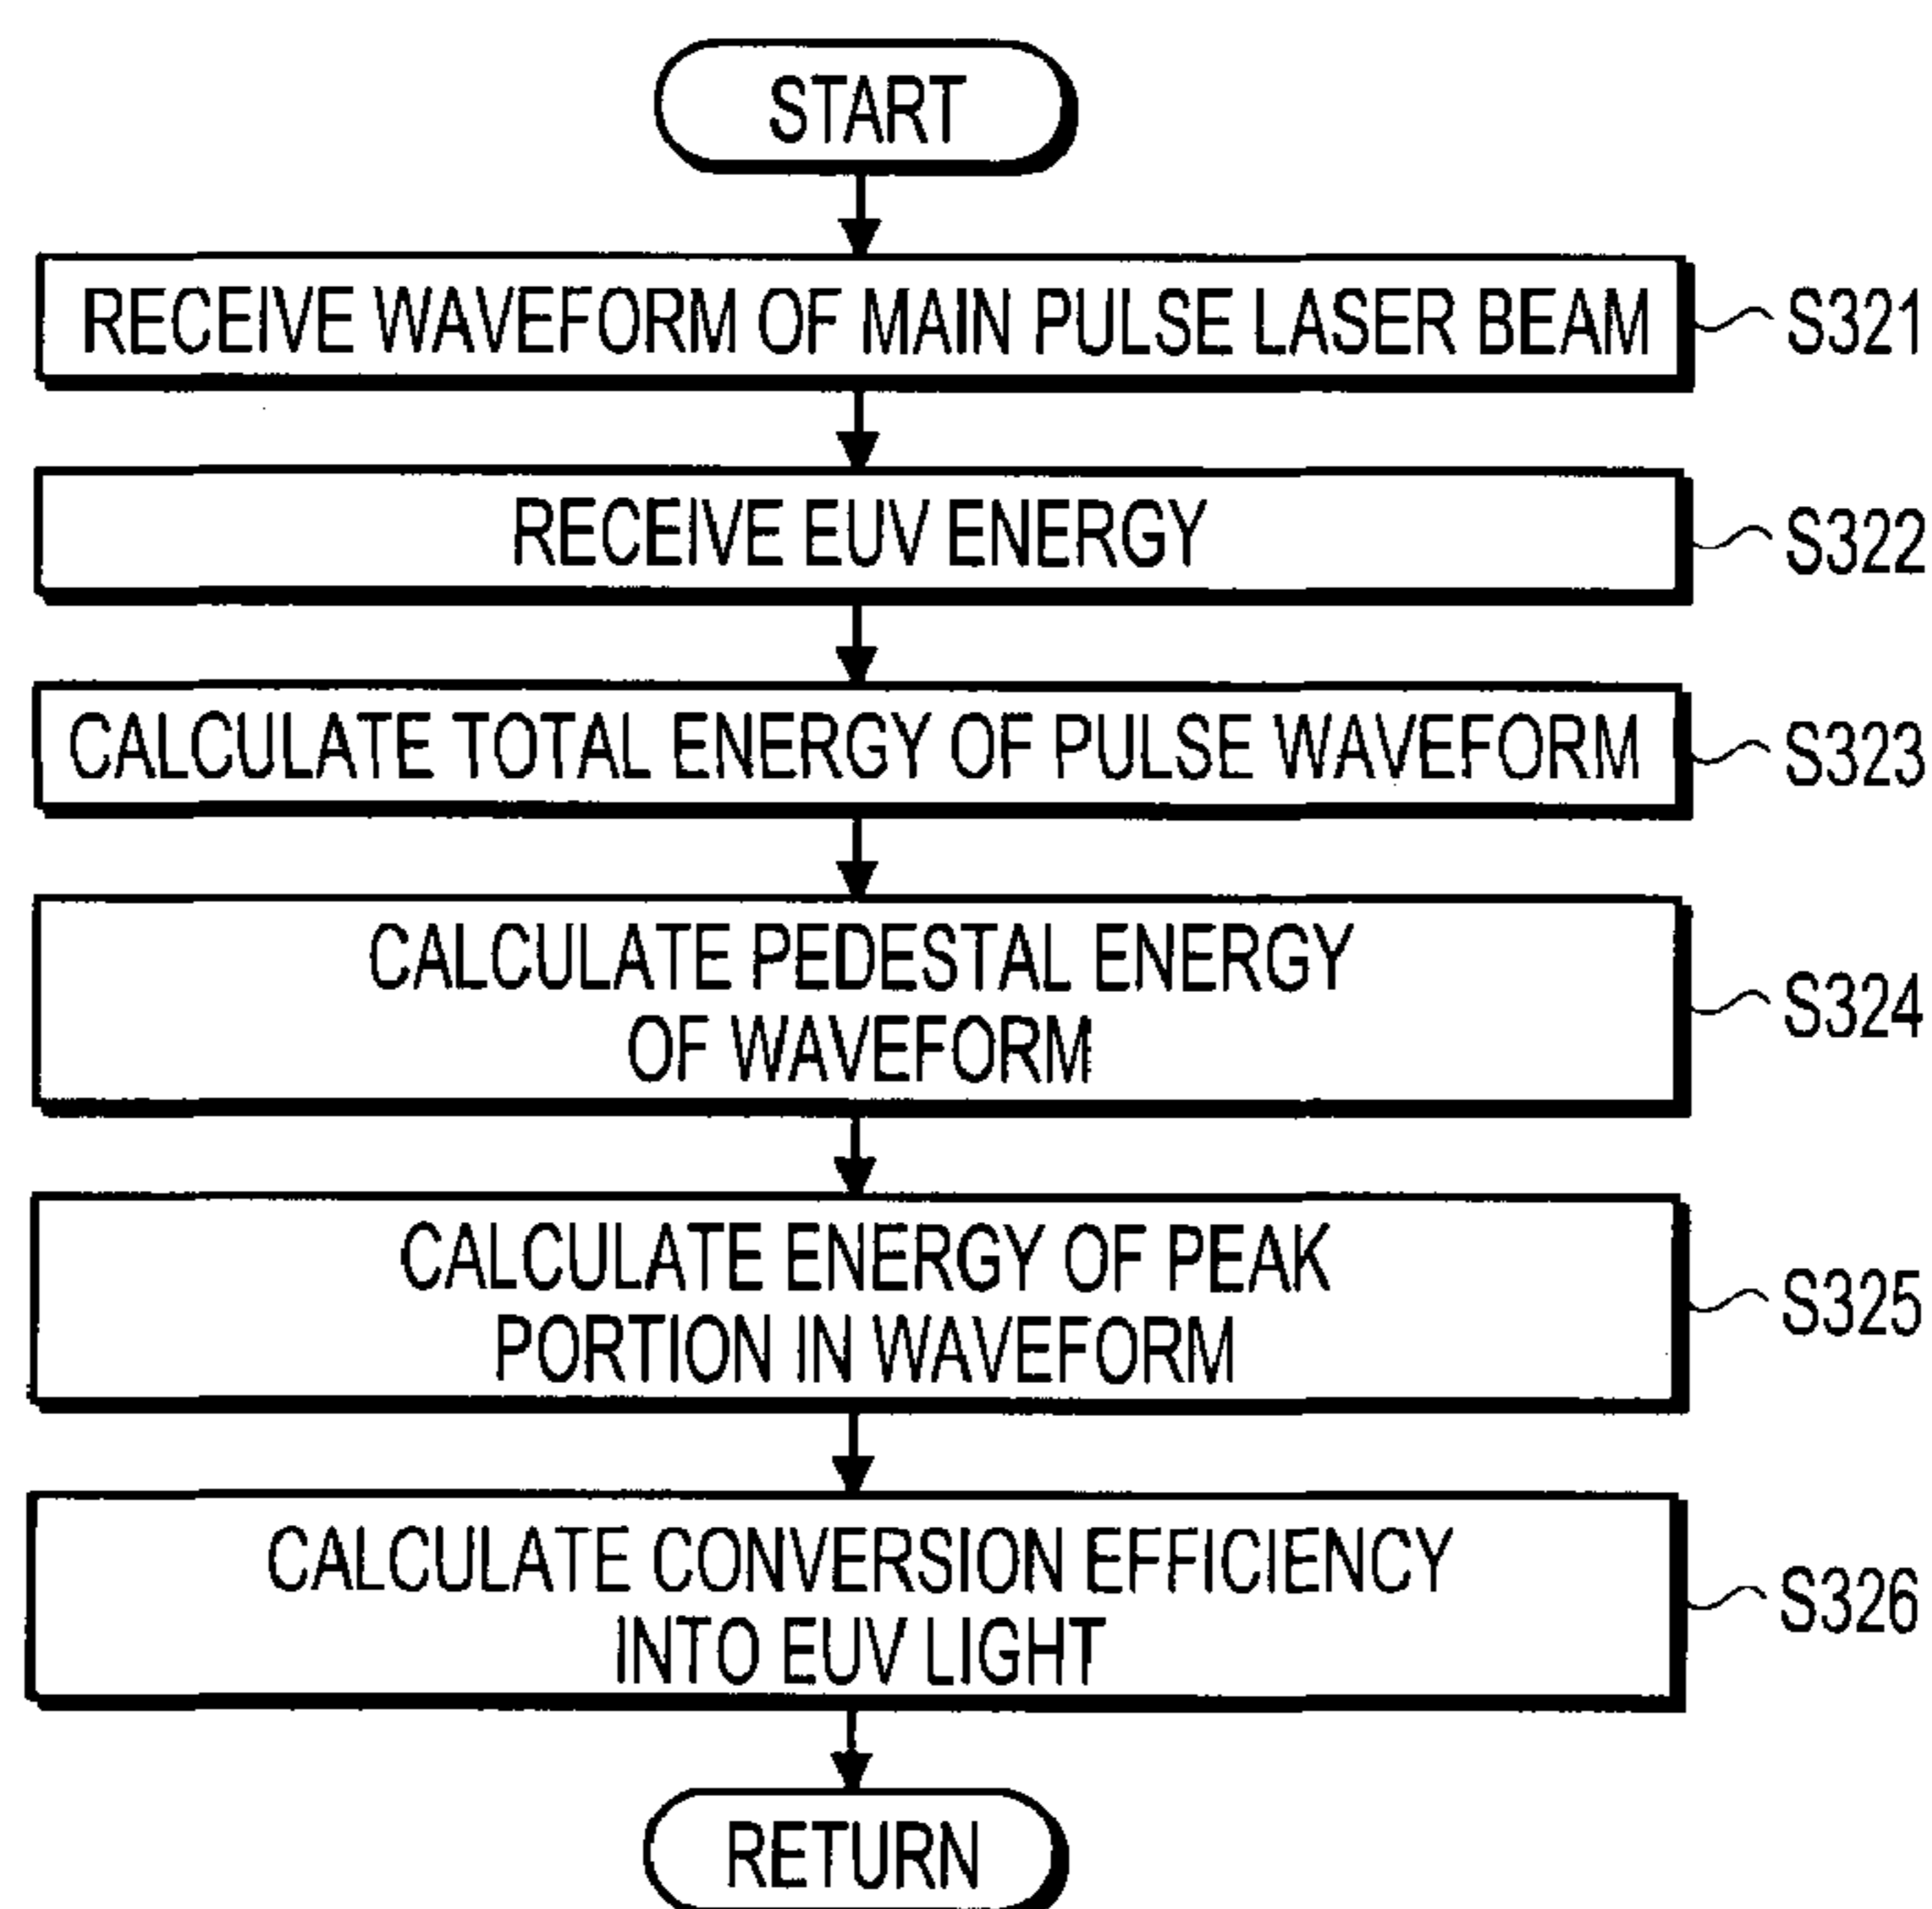 START
RECEIVE WAVEFORM OF MAIN PULSE LASER BEAM
S321
RECEIVE EUV ENERGY
S322
CALCULATE TOTAL ENERGY OF PULSE WAVEFORM
S323
CALCULATE PEDESTAL ENERGY
OF WAVEFORM
S324
CALCULATE ENERGY OF PEAK
PORTION IN WAVEFORM
S325
CALCULATE CONVERSION EFFICIENCY
INTO EUV LIGHT
S326
RETURN